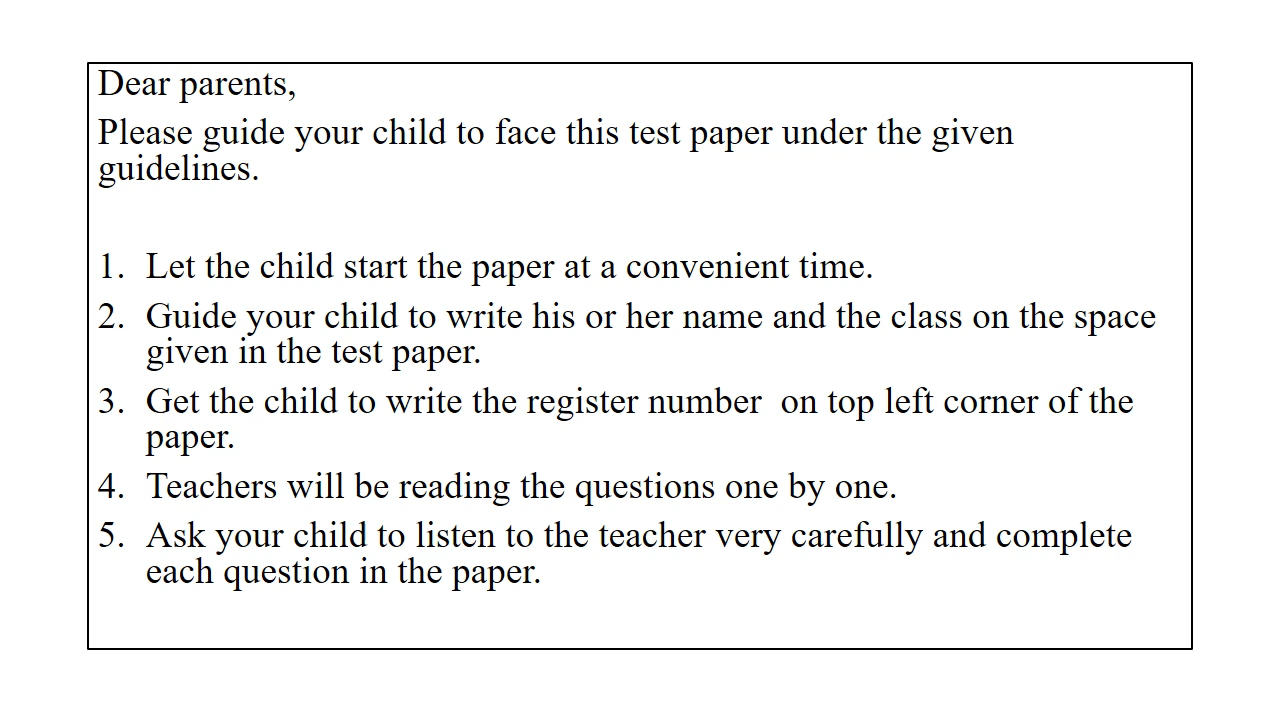 Dear parents,
Please guide your child to face this test paper under the given
guidelines.
1. Let the child start the paper at a convenient time.
2. Guide your child to write his or her name and the class on the space
given in the test paper.
3. Get the child to write the register number  on top left corner of the
paper.
4. Teachers will be reading the questions one by one.
5. Ask your child to listen to the teacher very carefully and complete
each question in the paper.